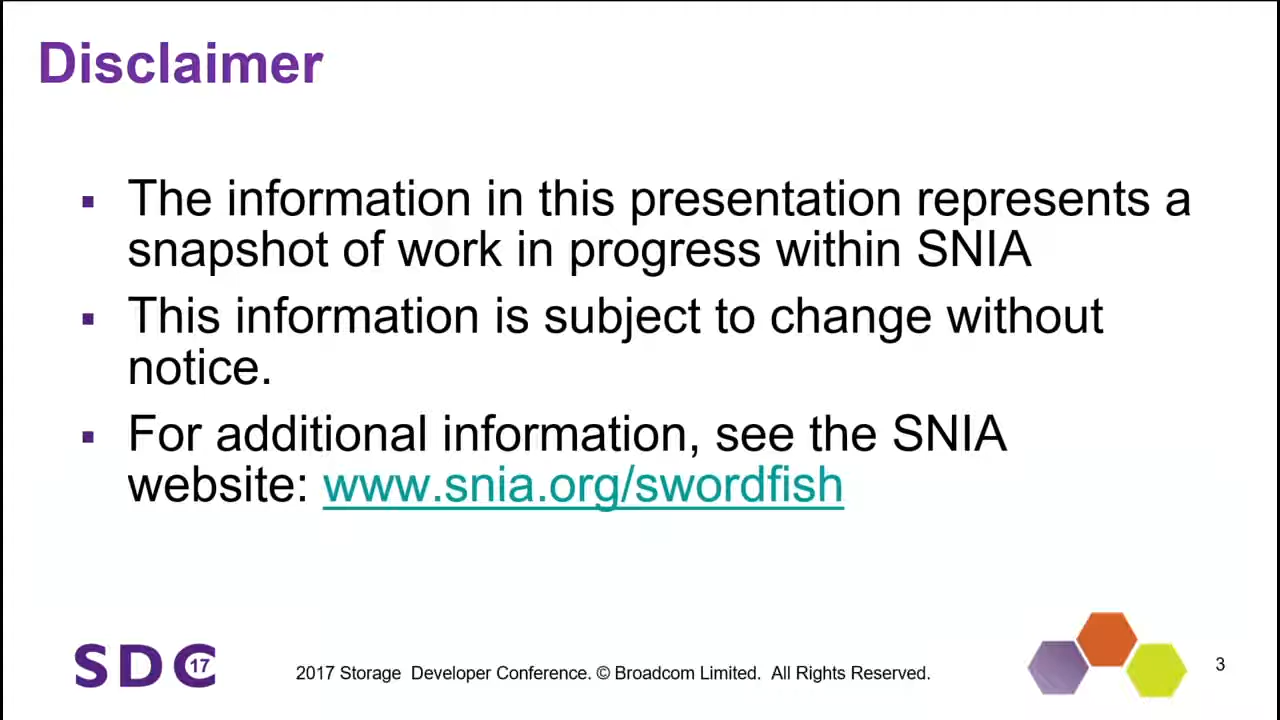 Disclaimer
▪ The information in this presentation represents a
snapshot of work in progress within SNIA
▪ This information is subject to change without
notice.
▪ For additional information, see the SNIA
website: www.snia.org/swordfish
SDC 17
2017 Storage  Developer Conference. © Broadcom Limited.  All Rights Reserved.
3